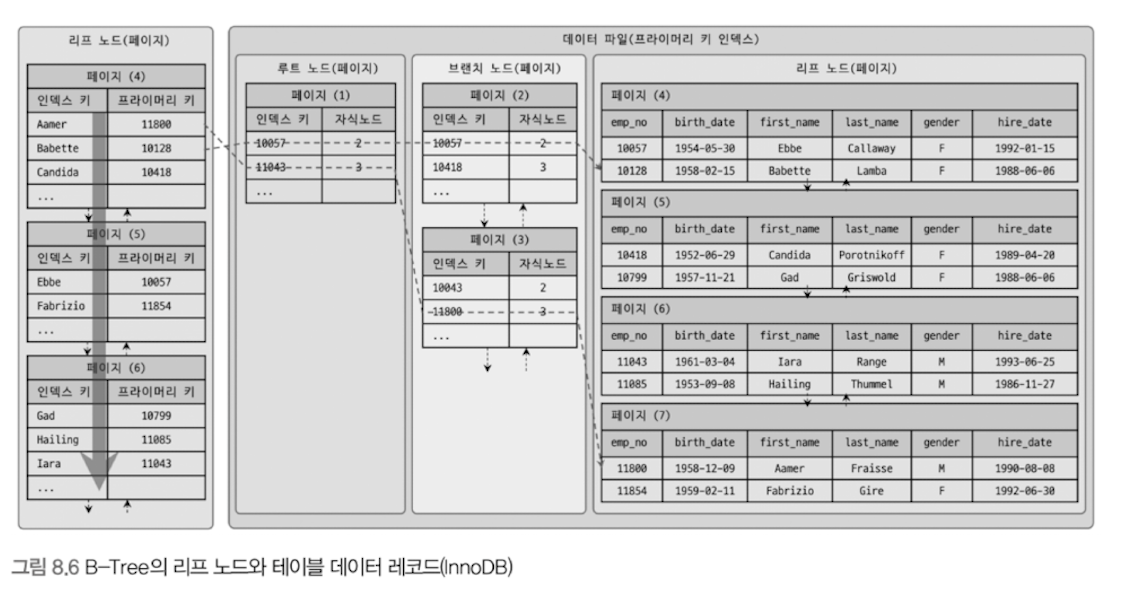 리프 노드(페이지)
페이지 (4)
인덱스 키 프라이머리 키
Aamer 11800
Babette 10128
Candida 10418
...
페이지 (5)
인덱스 키 프라이머리 키
Ebbe 10057
Fabrizio 11854
...
페이지 (6)
인덱스 키 프라이머리 키
Gad 10799
Hailing 11085
Iara 11043
...
데이터 파일(프라이머리 키 인덱스)
루트 노드(페이지)
페이지 (1)
인덱스 키 자식노드
10057 2
11043 3
...
브랜치 노드(페이지)
페이지 (2)
인덱스 키 자식노드
10057 2
10418 3
...
페이지 (3)
인덱스 키 자식노드
10043 2
11800 3
...
리프 노드(페이지)
페이지 (4)
emp_no birth_date first_name last_name gender hire_date
10057 1954-05-30 Ebbe Callaway F 1992-01-15
10128 1958-02-15 Babette Lamba F 1988-06-06
페이지 (5)
emp_no birth_date first_name last_name gender hire_date
10418 1952-06-29 Candida Porotnikoff F 1989-04-20
10799 1957-11-21 Gad Griswold F 1988-06-06
페이지 (6)
emp_no birth_date first_name last_name gender hire_date
11043 1961-03-04 Iara Range M 1993-06-25
11085 1953-09-08 Hailing Thummel M 1986-11-27
페이지 (7)
emp_no birth_date first_name last_name gender hire_date
11800 1958-12-09 Aamer Fraisse M 1990-08-08
11854 1959-02-11 Fabrizio Gire F 1992-06-30
그림 8.6 B-Tree의 리프 노드와 테이블 데이터 레코드(InnoDB)